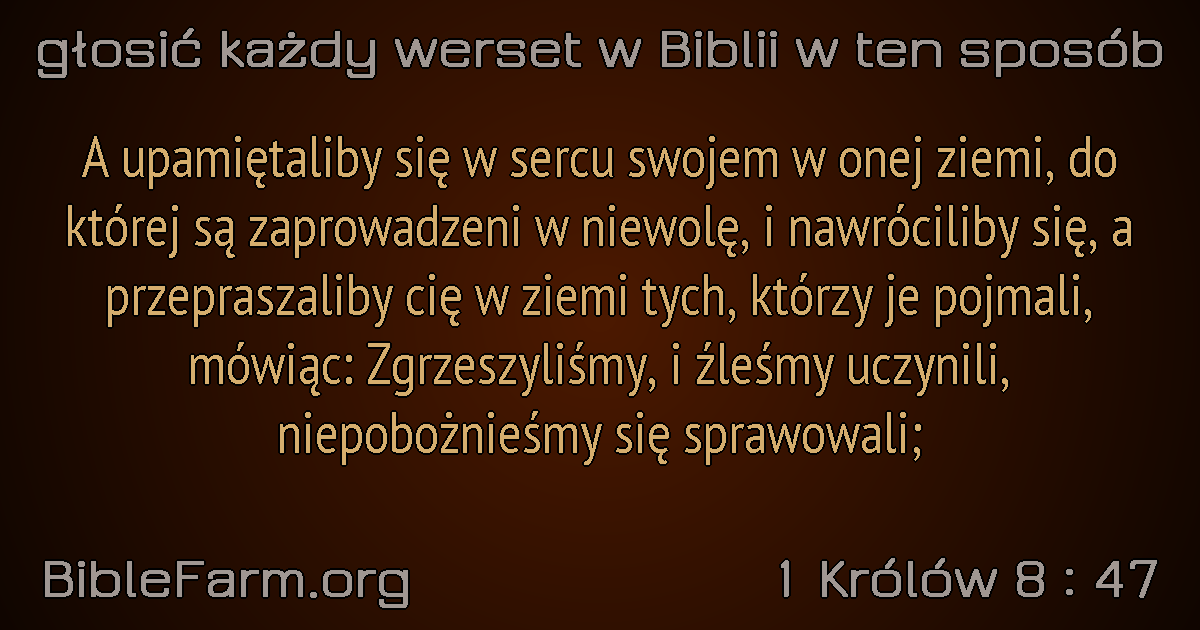 głosić każdy werset w Biblii w ten sposób
A upamiętaliby się w sercu swojem w onej ziemi, do
której są zaprowadzeni w niewolę, i nawróciliby się, a
przepraszaliby cię w ziemi tych, którzy je pojmali,
mówiąc: Zgrzeszyliśmy, i źleśmy uczynili,
niepobożnieśmy się sprawowali;
BibleFarm.org
1 Królów 8 : 47